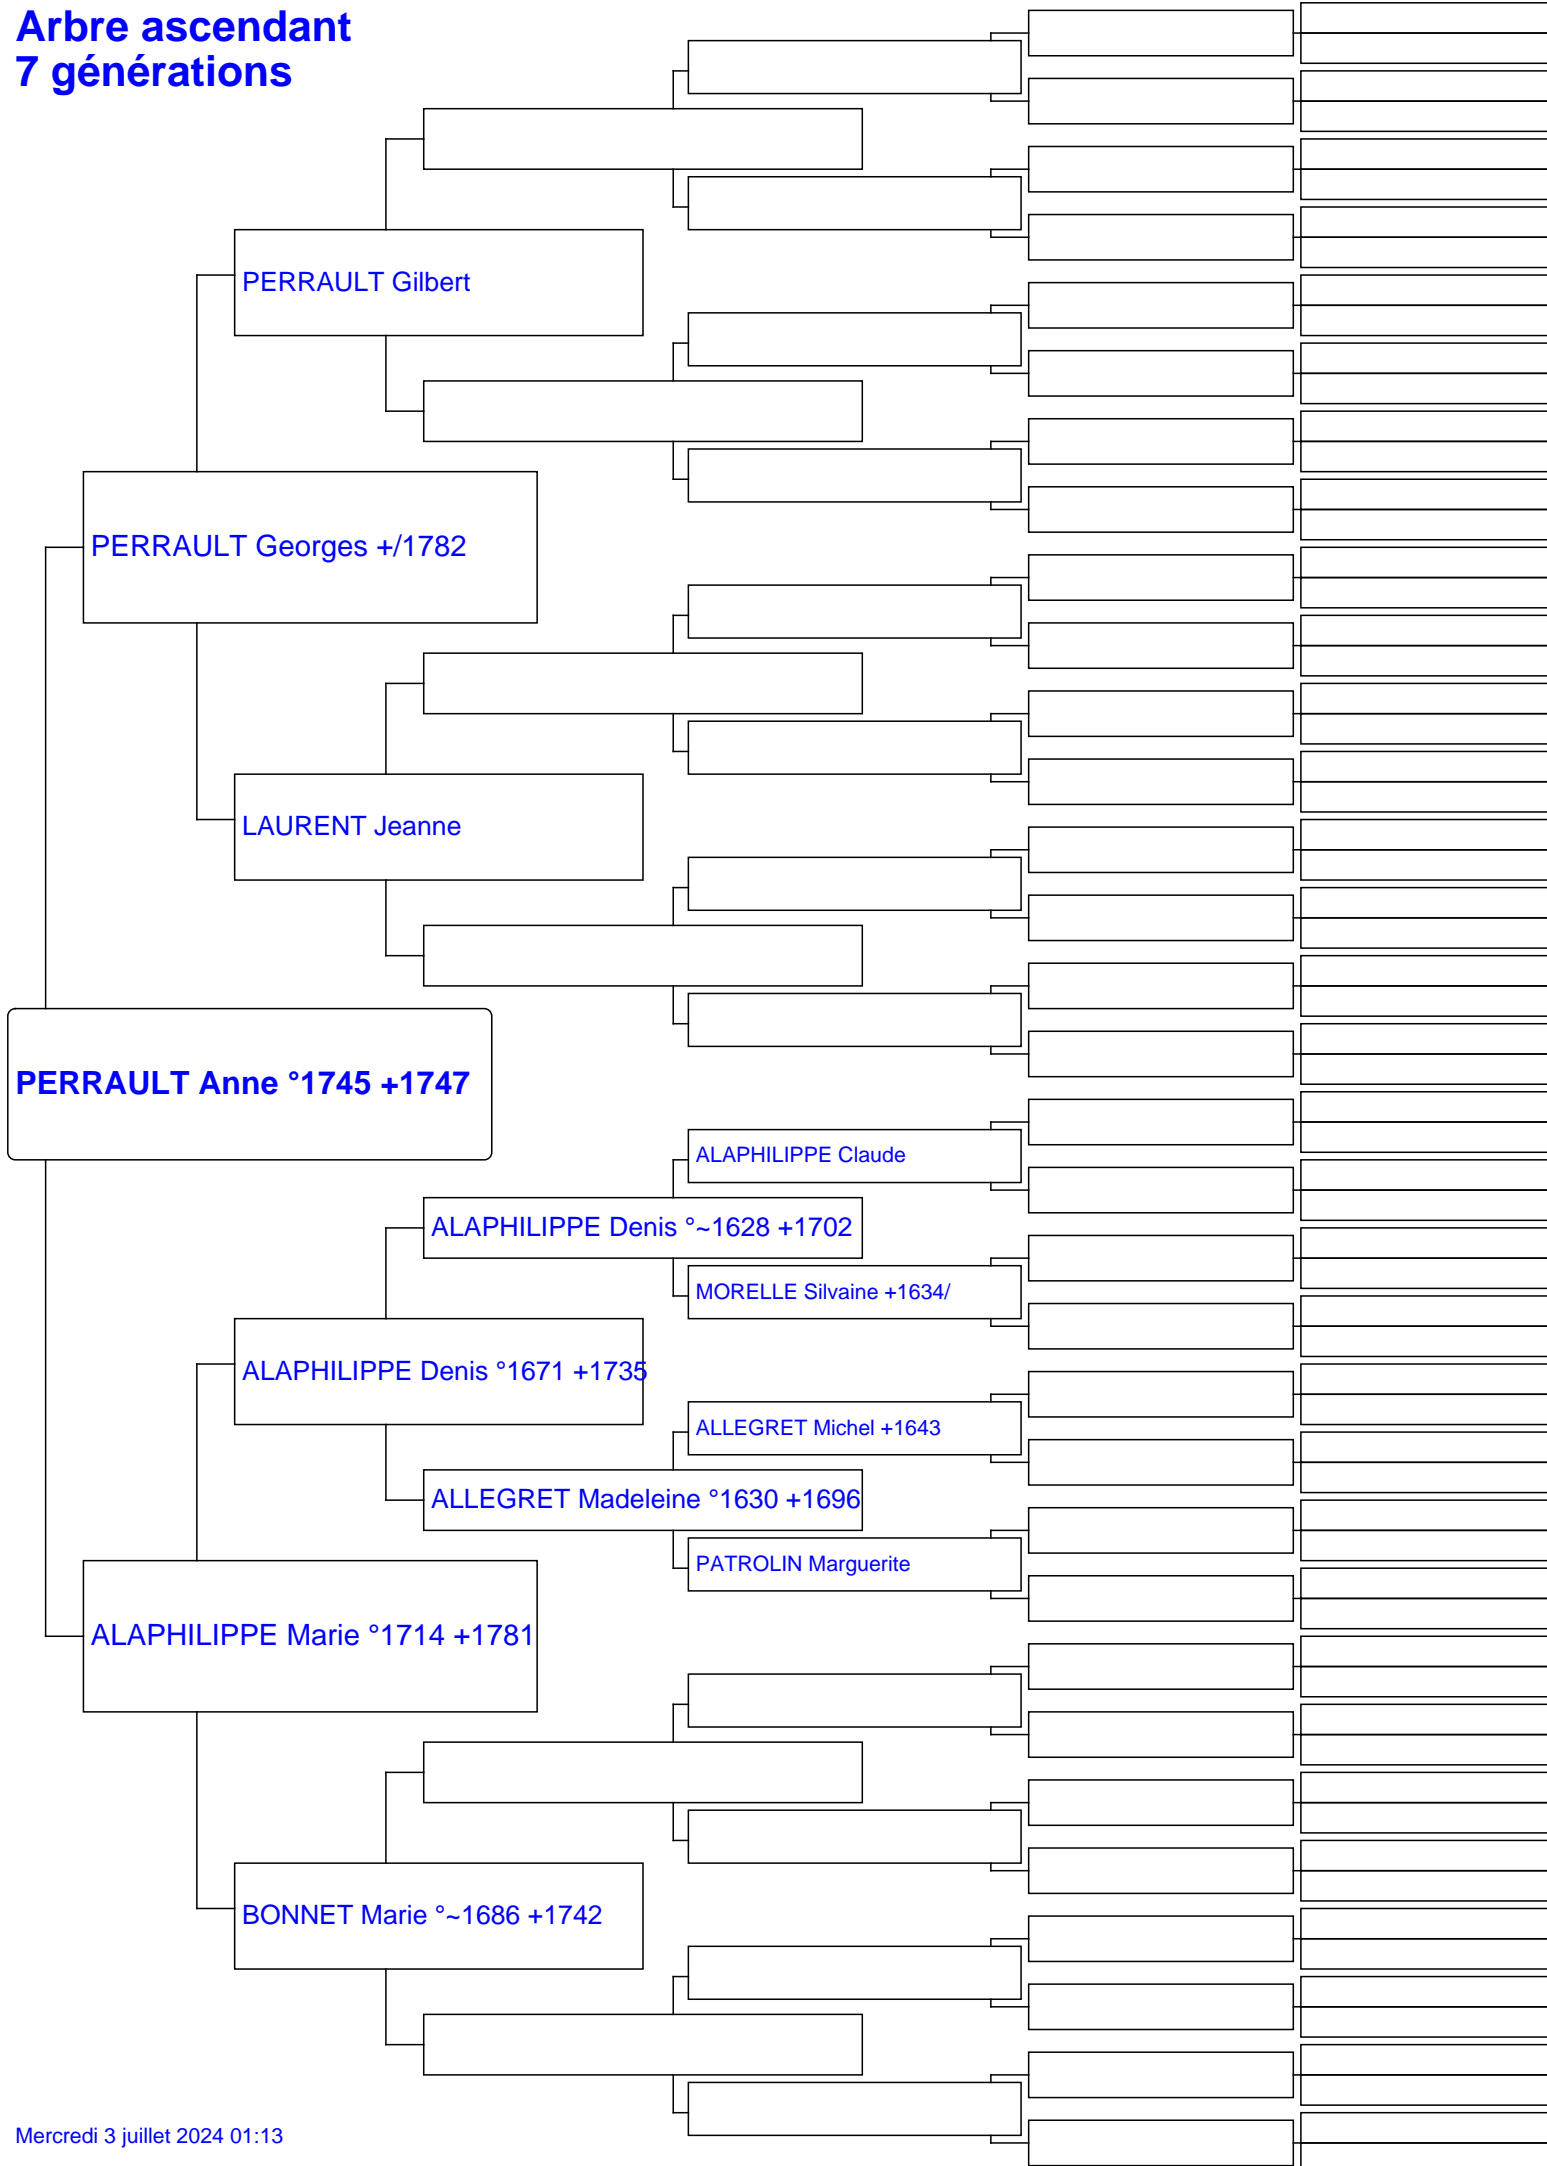 Arbre ascendant
7 générations
PERRAULT Gilbert
PERRAULT Georges +/1782
LAURENT Jeanne
PERRAULT Anne °1745 +1747
ALAPHILIPPE Claude
ALAPHILIPPE Denis °~1628 +1702
MORELLE Silvaine +1634/
ALAPHILIPPE Denis °1671 +1735
ALLEGRET Michel +1643
ALLEGRET Madeleine °1630 +1696
PATROLIN Marguerite
ALAPHILIPPE Marie °1714 +1781
BONNET Marie °~1686 +1742
Mercredi 3 juillet 2024 01:13